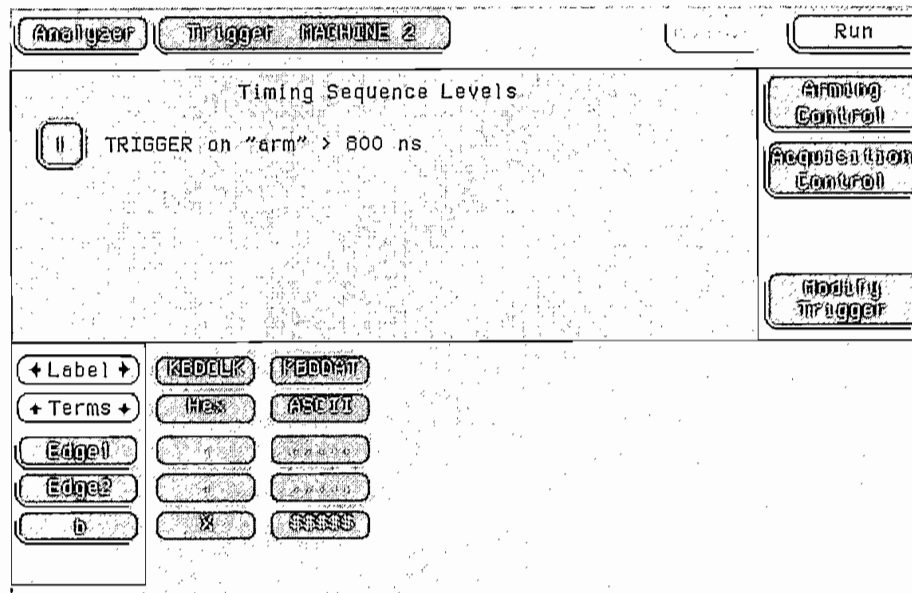 Analyzer
Trigger MACHINE 2
Run
Timing Sequence Levels
Arming
Control
1 TRIGGER on "arm" > 800 ns
Acquisition
Control
Modify
Trigger
Label KBDCLK KBDDAT
Terms Hex ASCII
Edge1
Edge2
b X $$$$$